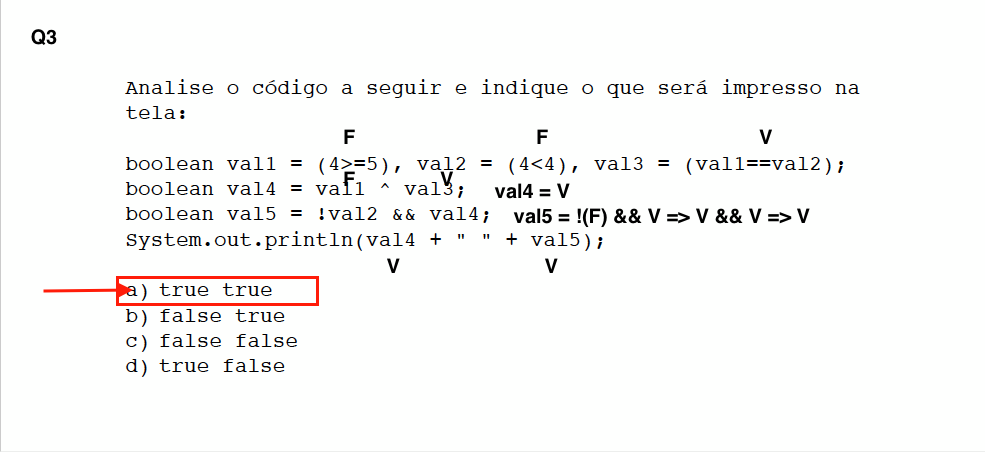 Q3
Analise o código a seguir e indique o que será impresso na
tela:
F F V
boolean val1 = (4>=5), val2 = (4<4), val3 = (val1==val2);
F V
boolean val4 = val1 ^ val3; val4 = V
boolean val5 = !val2 && val4; val5 = !(F) && V => V && V => V
System.out.println(val4 + " " + val5);
V V
a) true true
b) false true
c) false false
d) true false